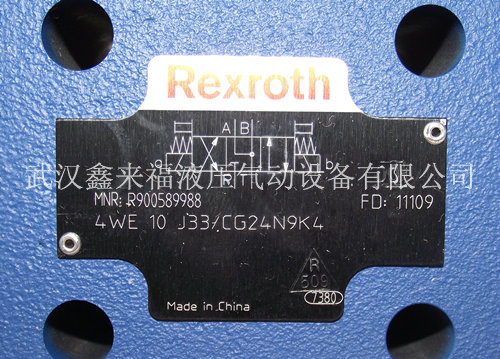 Rexroth
A B
a
b
武汉鑫来福液压气动设备有限公司
MNR: R900589988
FD: 11109
4WE 10 J33/CG24N9K4
R
509
7380
Made in China